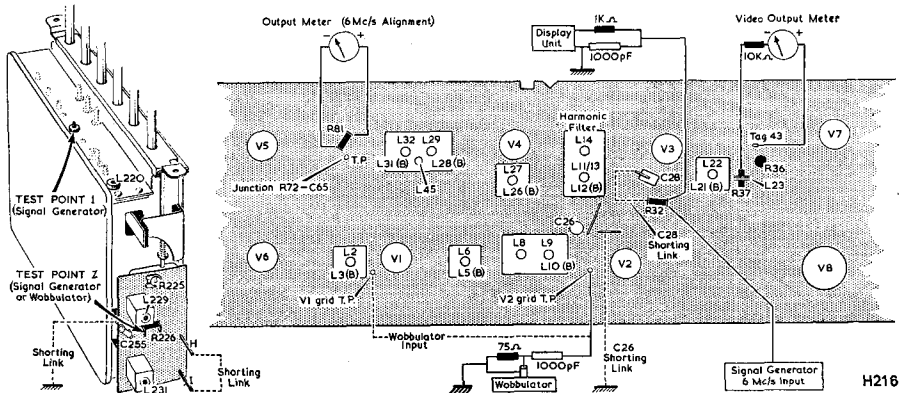 Output Meter (6Mc/s Alignment)
- +
Display Unit
1KΩ
1000pF
Video Output Meter
- +
10KΩ
R81
T.P.
Junction R72-C65
V5
L32 L29
L31(B) L28(B)
L45
V4
L27
L26(B)
Harmonic Filter
L14
L11/13
L12(B)
V3
C28
R32
L22
L21(B)
Tag 43
R36
R37
L23
V7
C28
Shorting
Link
V6
L2
L3(B)
V1
L6
L5(B)
L8 L9
L10(B)
C26
V2
V8
V1 grid T.P.
V2 grid T.P.
Wobbulator
Input
75Ω
1000pF
Wobbulator
C26
Shorting
Link
Signal Generator
6 Mc/s Input
H216
L220
TEST POINT 1
(Signal Generator)
TEST POINT 2
(Signal Generator
or Wobbulator)
R225
L229
R226
C255
H
I
Shorting
Link
Shorting
Link
L231